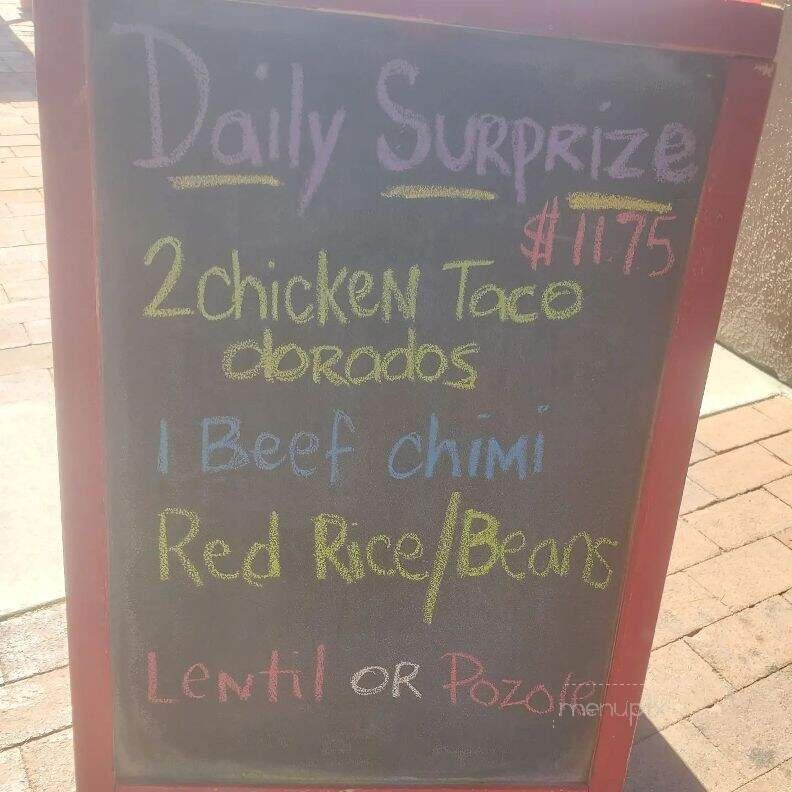 Daily SURPRIZE
$11.75
2 chicken Taco
dorados
1 Beef chimi
Red Rice/Beans
Lentil OR Pozole